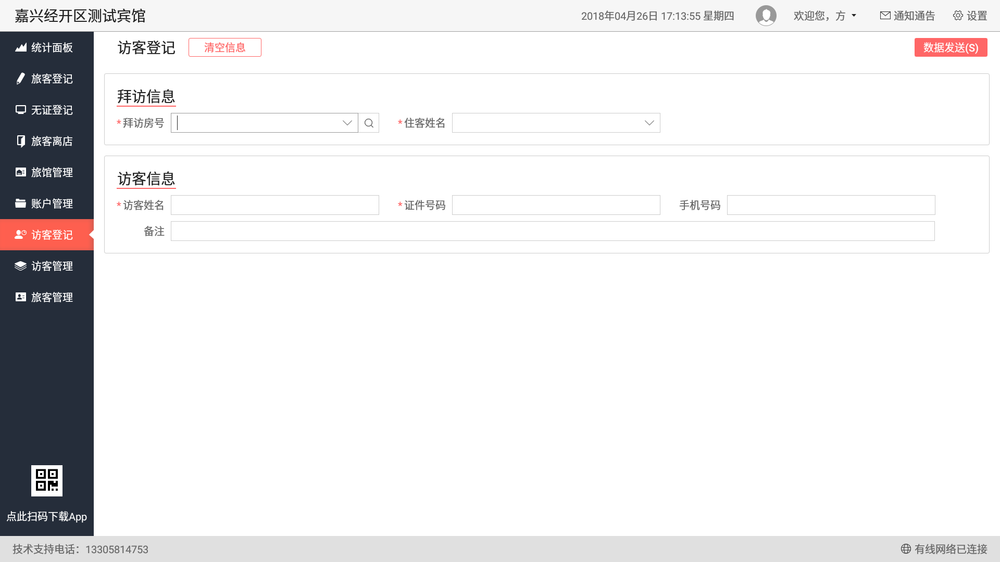 嘉兴经开区测试宾馆
2018年04月26日 17:13:55 星期四
欢迎您，方
通知通告
设置
统计面板
旅客登记
无证登记
旅客离店
旅馆管理
账户管理
访客登记
访客管理
旅客管理
点此扫码下载App
访客登记
清空信息
数据发送(S)
拜访信息
*拜访房号
*住客姓名
访客信息
*访客姓名
*证件号码
手机号码
备注
技术支持电话：13305814753
有线网络已连接